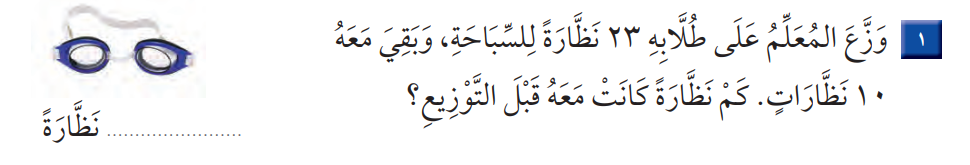 ١ وَزَّعَ المُعَلِّمُ عَلَى طُلَّابِهِ ٢٣ نَظَّارَةً لِلسِّبَاحَةِ، وَبَقِيَ مَعَهُ
١٠ نَظَّارَاتٍ. كَمْ نَظَّارَةً كَانَتْ مَعَهُ قَبْلَ التَّوْزِيعِ؟
........................ نَظَّارَةً